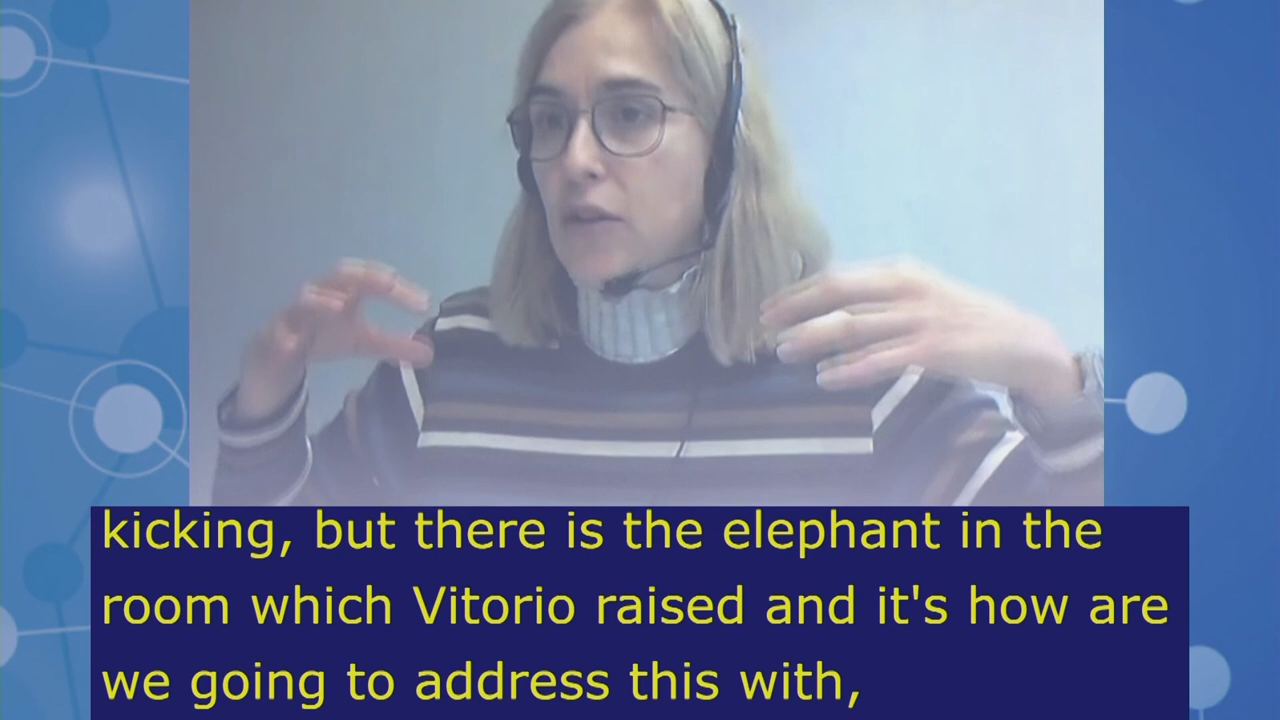 kicking, but there is the elephant in the
room which Vitorio raised and it's how are
we going to address this with,